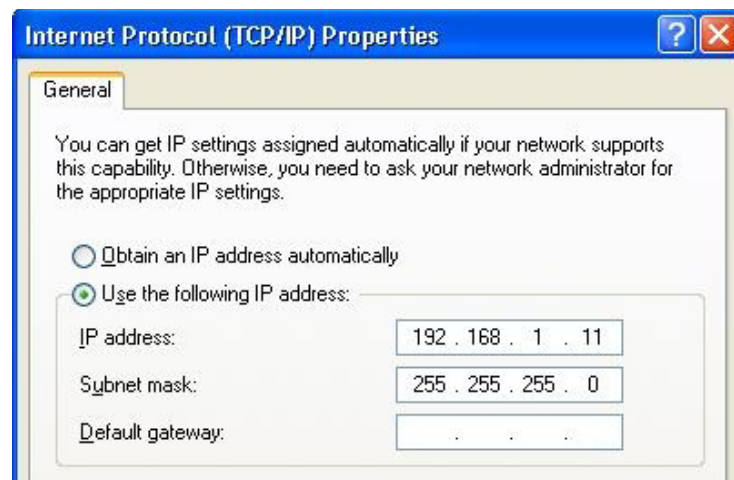 Internet Protocol (TCP/IP) Properties
General
You can get IP settings assigned automatically if your network supports
this capability. Otherwise, you need to ask your network administrator for
the appropriate IP settings.
Obtain an IP address automatically
Use the following IP address:
IP address: 192 . 168 . 1 . 11
Subnet mask: 255 . 255 . 255 . 0
Default gateway: . . .